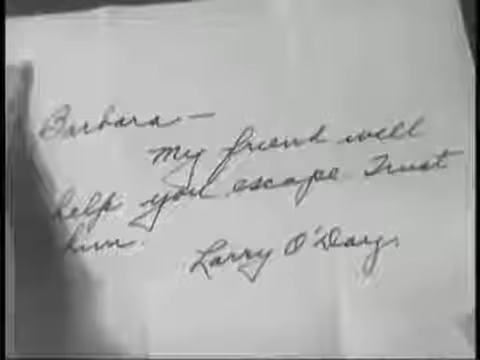 Barbara —
My friend will
help you escape Trust
him.
Larry O'Day.